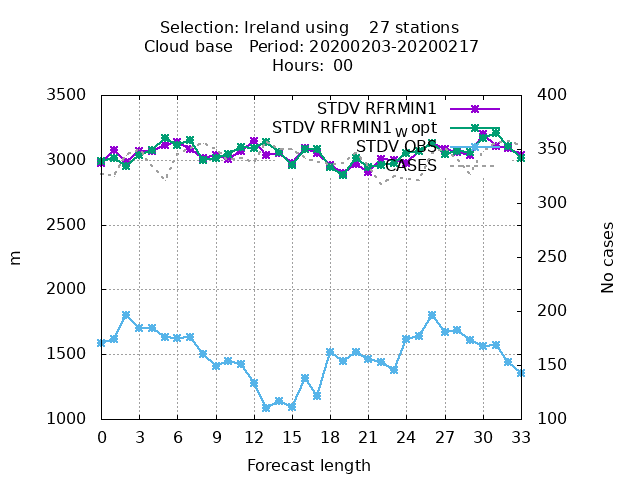 Selection: Ireland using    27 stations
Cloud base   Period: 20200203-20200217
Hours:  00
3500
3000
2500
2000
1500
1000
m
400
350
300
250
200
150
100
No cases
STDV RFRMIN1
STDV RFRMIN1_W opt
STDV OBS
CASES
0 3 6 9 12 15 18 21 24 27 30 33
Forecast length